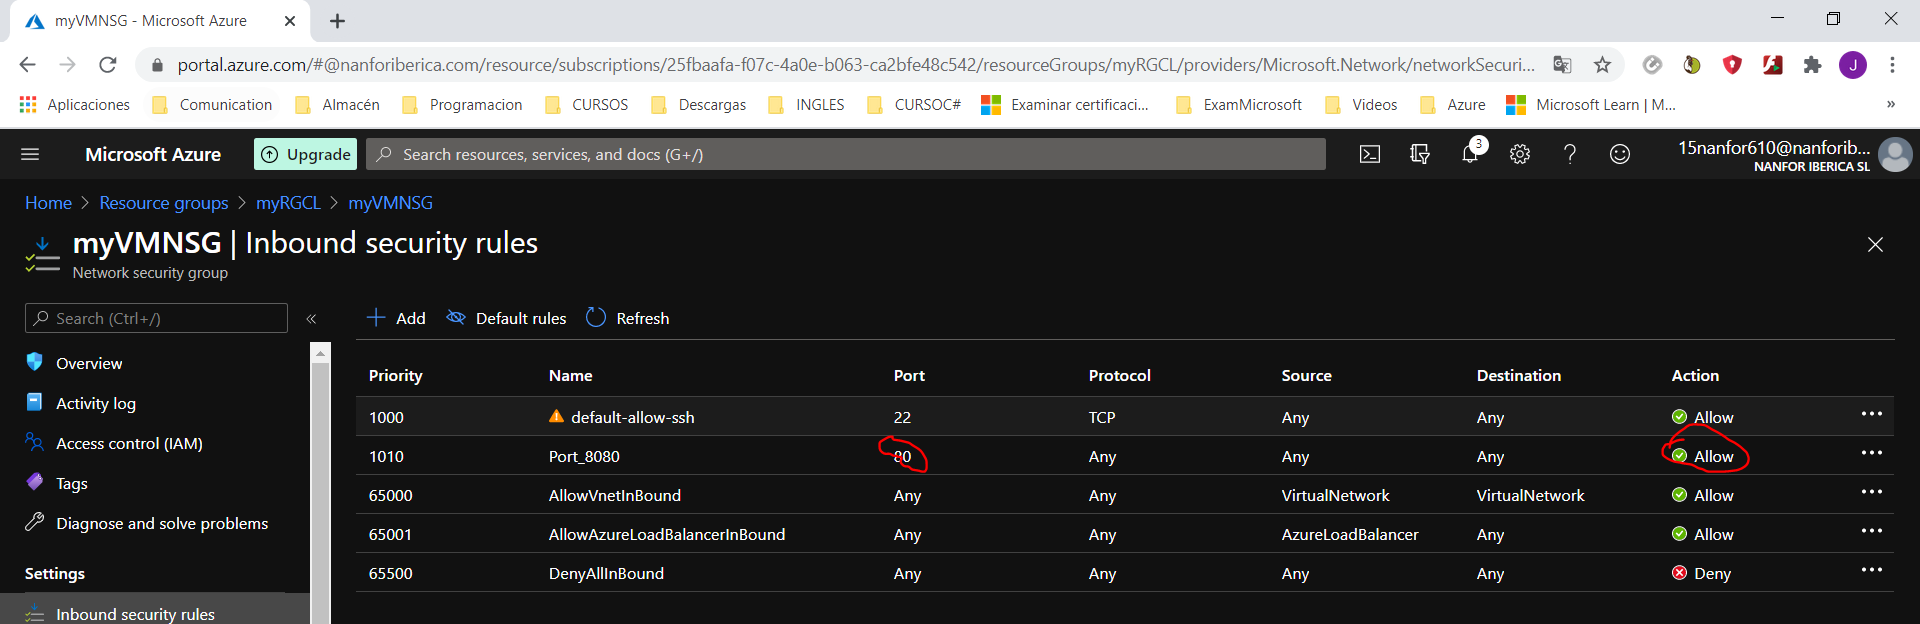 myVMNSG - Microsoft Azure
portal.azure.com/#@nanforiberica.com/resource/subscriptions/25fbaafa-f07c-4a0e-b063-ca2bfe48c542/resourceGroups/myRGCL/providers/Microsoft.Network/networkSecuri...
J
Aplicaciones Comunication Almacén Programacion CURSOS Descargas INGLES CURSOC# Examinar certificaci... ExamMicrosoft Videos Azure Microsoft Learn | M... »
Microsoft Azure Upgrade Search resources, services, and docs (G+/) 3 15nanfor610@nanforib...
NANFOR IBERICA SL
Home > Resource groups > myRGCL > myVMNSG
myVMNSG | Inbound security rules
Network security group
Search (Ctrl+/) «
Overview
Activity log
Access control (IAM)
Tags
Diagnose and solve problems
Settings
Inbound security rules
Add Default rules Refresh
Priority Name Port Protocol Source Destination Action
1000 default-allow-ssh 22 TCP Any Any Allow ...
1010 Port_8080 80 Any Any Any Allow ...
65000 AllowVnetInBound Any Any VirtualNetwork VirtualNetwork Allow ...
65001 AllowAzureLoadBalancerInBound Any Any AzureLoadBalancer Any Allow ...
65500 DenyAllInBound Any Any Any Any Deny ...